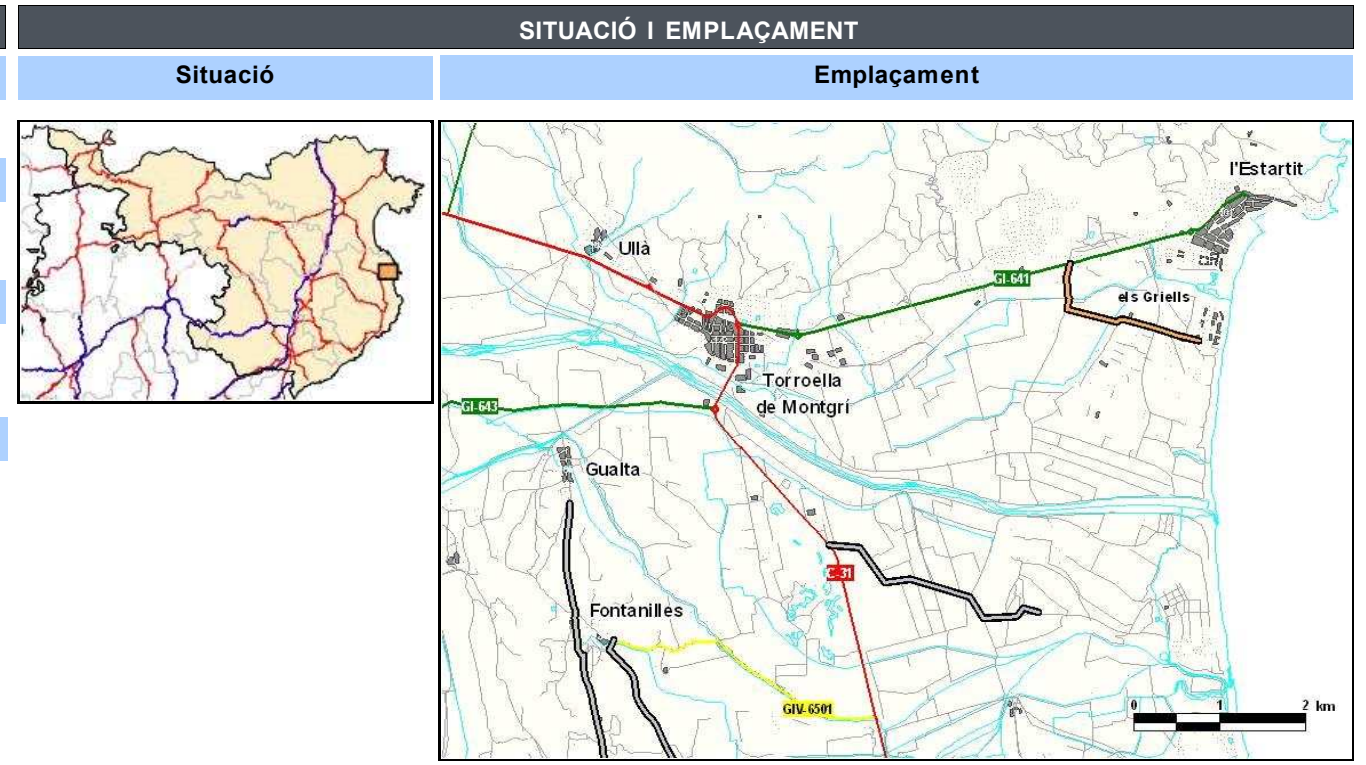 SITUACIÓ I EMPLAÇAMENT
Situació
Emplaçament
l'Estartit
Ullà
GI-641
els Griells
Torroella
de Montgrí
GI-643
Gualta
C-31
Fontanilles
GIV-6501
0 1 2 km